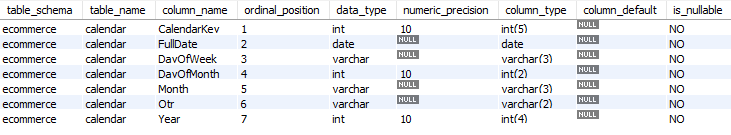 table_schema table_name column_name ordinal_position data_type numeric_precision column_type column_default is_nullable
ecommerce calendar CalendarKey 1 int 10 int(5) NULL NO
ecommerce calendar FullDate 2 date NULL date NULL NO
ecommerce calendar DayOfWeek 3 varchar NULL varchar(3) NULL NO
ecommerce calendar DayOfMonth 4 int 10 int(2) NULL NO
ecommerce calendar Month 5 varchar NULL varchar(3) NULL NO
ecommerce calendar Qtr 6 varchar NULL varchar(2) NULL NO
ecommerce calendar Year 7 int 10 int(4) NULL NO